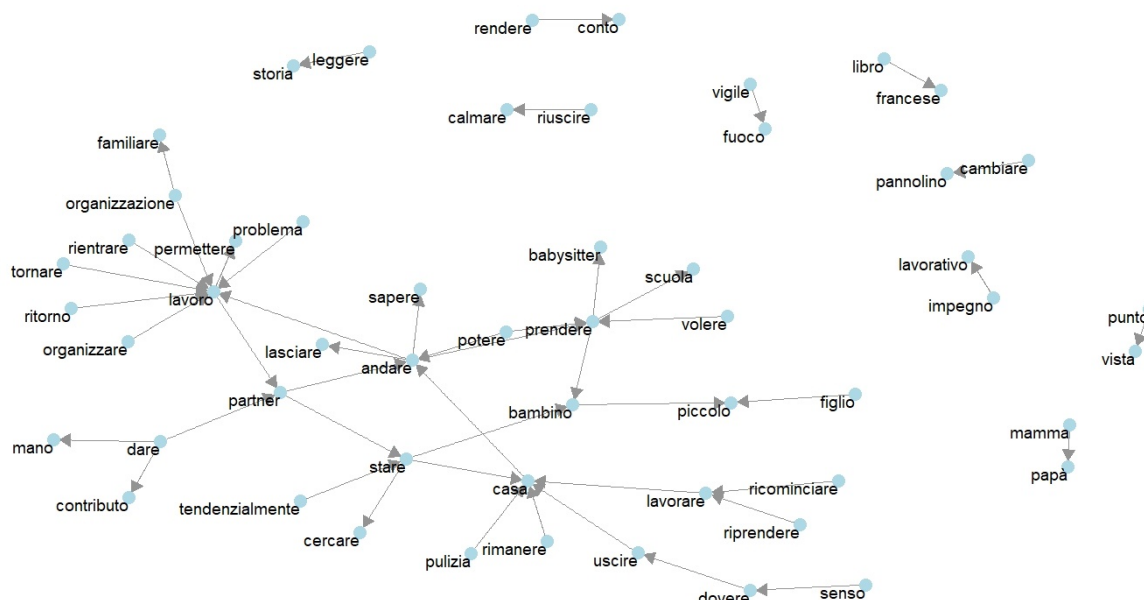 rendere
conto
leggere
storia
libro
vigile
francese
calmare
riuscire
fuoco
familiare
cambiare
pannolino
organizzazione
problema
rientrare
permettere
babysitter
lavorativo
tornare
scuola
sapere
lavoro
impegno
ritorno
punto
volere
prendere
potere
organizzare
lasciare
vista
andare
partner
figlio
bambino
piccolo
mamma
mano
dare
stare
papà
casa
ricominciare
contributo
tendenzialmente
lavorare
riprendere
cercare
rimanere
pulizia
uscire
senso
dovere